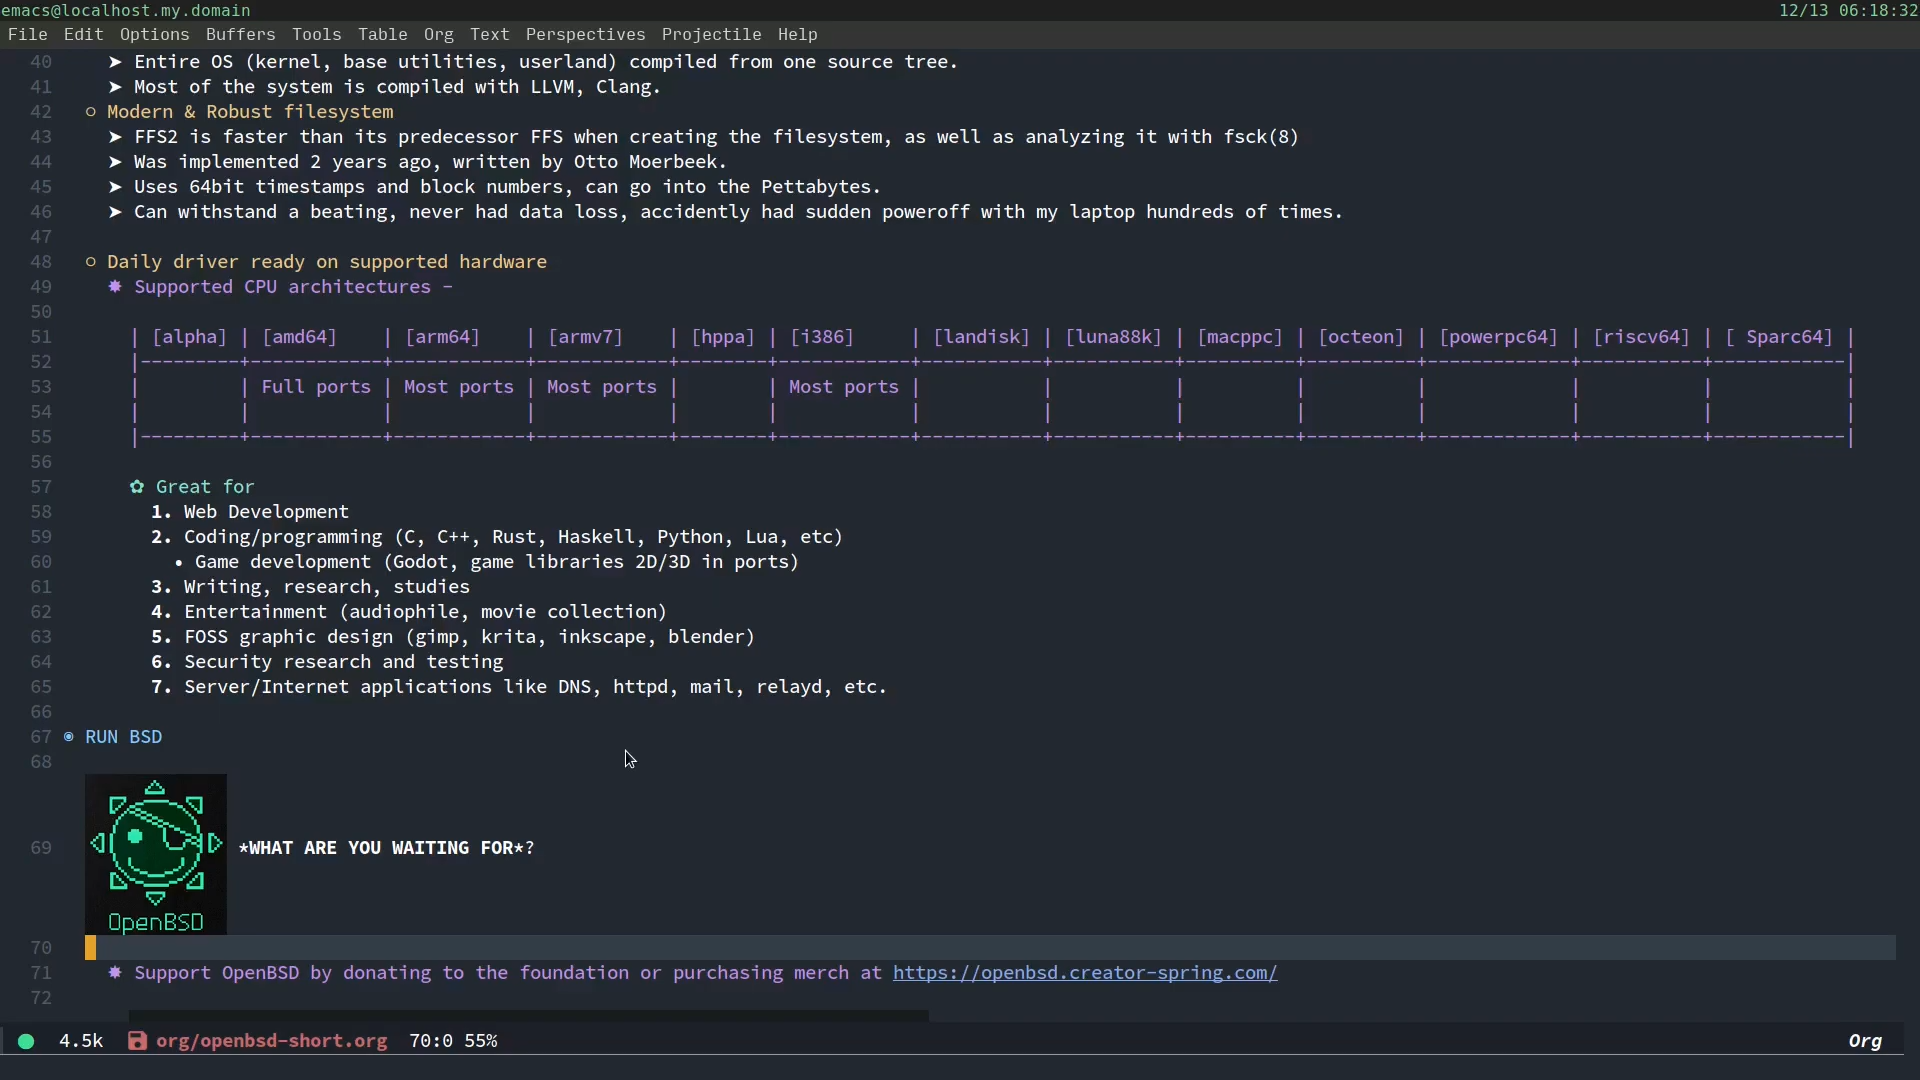 emacs@localhost.my.domain 12/13 06:18:32
File Edit Options Buffers Tools Table Org Text Perspectives Projectile Help
40 ➤ Entire OS (kernel, base utilities, userland) compiled from one source tree.
41 ➤ Most of the system is compiled with LLVM, Clang.
42 ○ Modern & Robust filesystem
43 ➤ FFS2 is faster than its predecessor FFS when creating the filesystem, as well as analyzing it with fsck(8)
44 ➤ Was implemented 2 years ago, written by Otto Moerbeek.
45 ➤ Uses 64bit timestamps and block numbers, can go into the Pettabytes.
46 ➤ Can withstand a beating, never had data loss, accidently had sudden poweroff with my laptop hundreds of times.
47
48 ○ Daily driver ready on supported hardware
49 ✸ Supported CPU architectures -
50
51 | [alpha] | [amd64] | [arm64] | [armv7] | [hppa] | [i386] | [landisk] | [luna88k] | [macppc] | [octeon] | [powerpc64] | [riscv64] | [ Sparc64] |
52 |---------+------------+------------+------------+--------+------------+-----------+-----------+----------+----------+-------------+-----------+------------|
53 | | Full ports | Most ports | Most ports | | Most ports | | | | | | | |
54 | | | | | | | | | | | | | |
55 |---------+------------+------------+------------+--------+------------+-----------+-----------+----------+----------+-------------+-----------+------------|
56
57 ✿ Great for
58 1. Web Development
59 2. Coding/programming (C, C++, Rust, Haskell, Python, Lua, etc)
60 • Game development (Godot, game libraries 2D/3D in ports)
61 3. Writing, research, studies
62 4. Entertainment (audiophile, movie collection)
63 5. FOSS graphic design (gimp, krita, inkscape, blender)
64 6. Security research and testing
65 7. Server/Internet applications like DNS, httpd, mail, relayd, etc.
66
67 ◉ RUN BSD
68
69 *WHAT ARE YOU WAITING FOR*?
OpenBSD
70
71 ✸ Support OpenBSD by donating to the foundation or purchasing merch at https://openbsd.creator-spring.com/
72
4.5k org/openbsd-short.org 70:0 55% Org